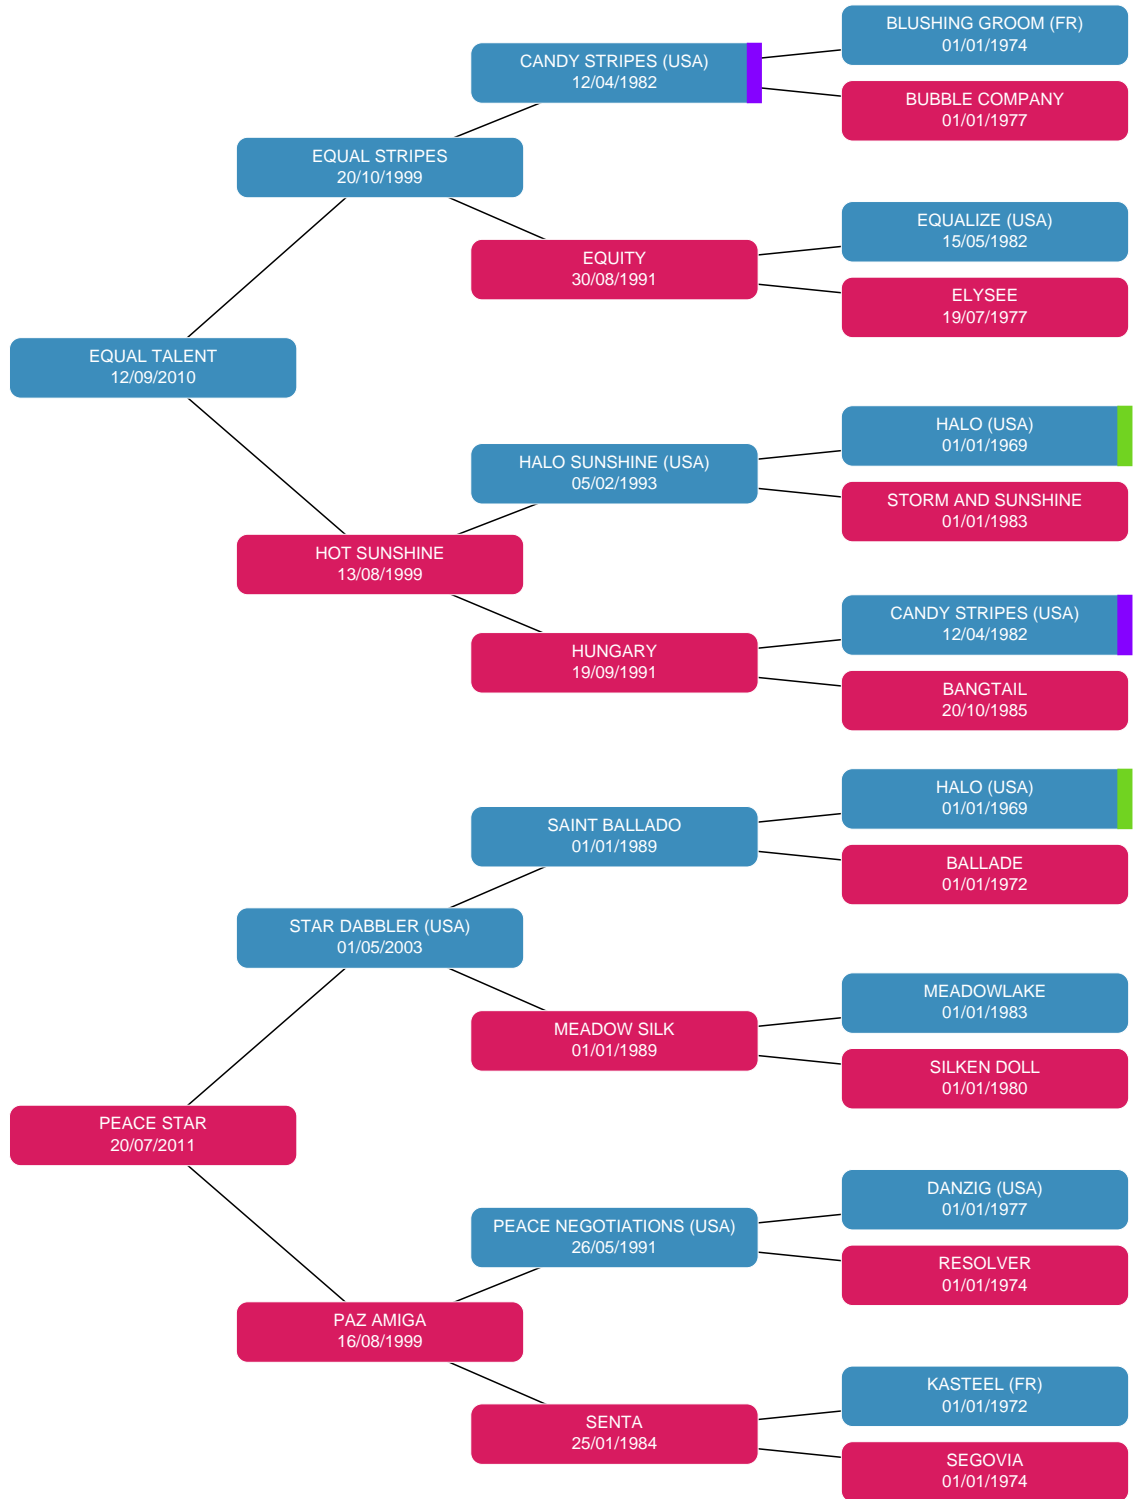 BLUSHING GROOM (FR)
01/01/1974
CANDY STRIPES (USA)
12/04/1982
BUBBLE COMPANY
01/01/1977
EQUAL STRIPES
20/10/1999
EQUALIZE (USA)
15/05/1982
EQUITY
30/08/1991
ELYSEE
19/07/1977
EQUAL TALENT
12/09/2010
HALO (USA)
01/01/1969
HALO SUNSHINE (USA)
05/02/1993
STORM AND SUNSHINE
01/01/1983
HOT SUNSHINE
13/08/1999
CANDY STRIPES (USA)
12/04/1982
HUNGARY
19/09/1991
BANGTAIL
20/10/1985
HALO (USA)
01/01/1969
SAINT BALLADO
01/01/1989
BALLADE
01/01/1972
STAR DABBLER (USA)
01/05/2003
MEADOWLAKE
01/01/1983
MEADOW SILK
01/01/1989
SILKEN DOLL
01/01/1980
PEACE STAR
20/07/2011
DANZIG (USA)
01/01/1977
PEACE NEGOTIATIONS (USA)
26/05/1991
RESOLVER
01/01/1974
PAZ AMIGA
16/08/1999
KASTEEL (FR)
01/01/1972
SENTA
25/01/1984
SEGOVIA
01/01/1974